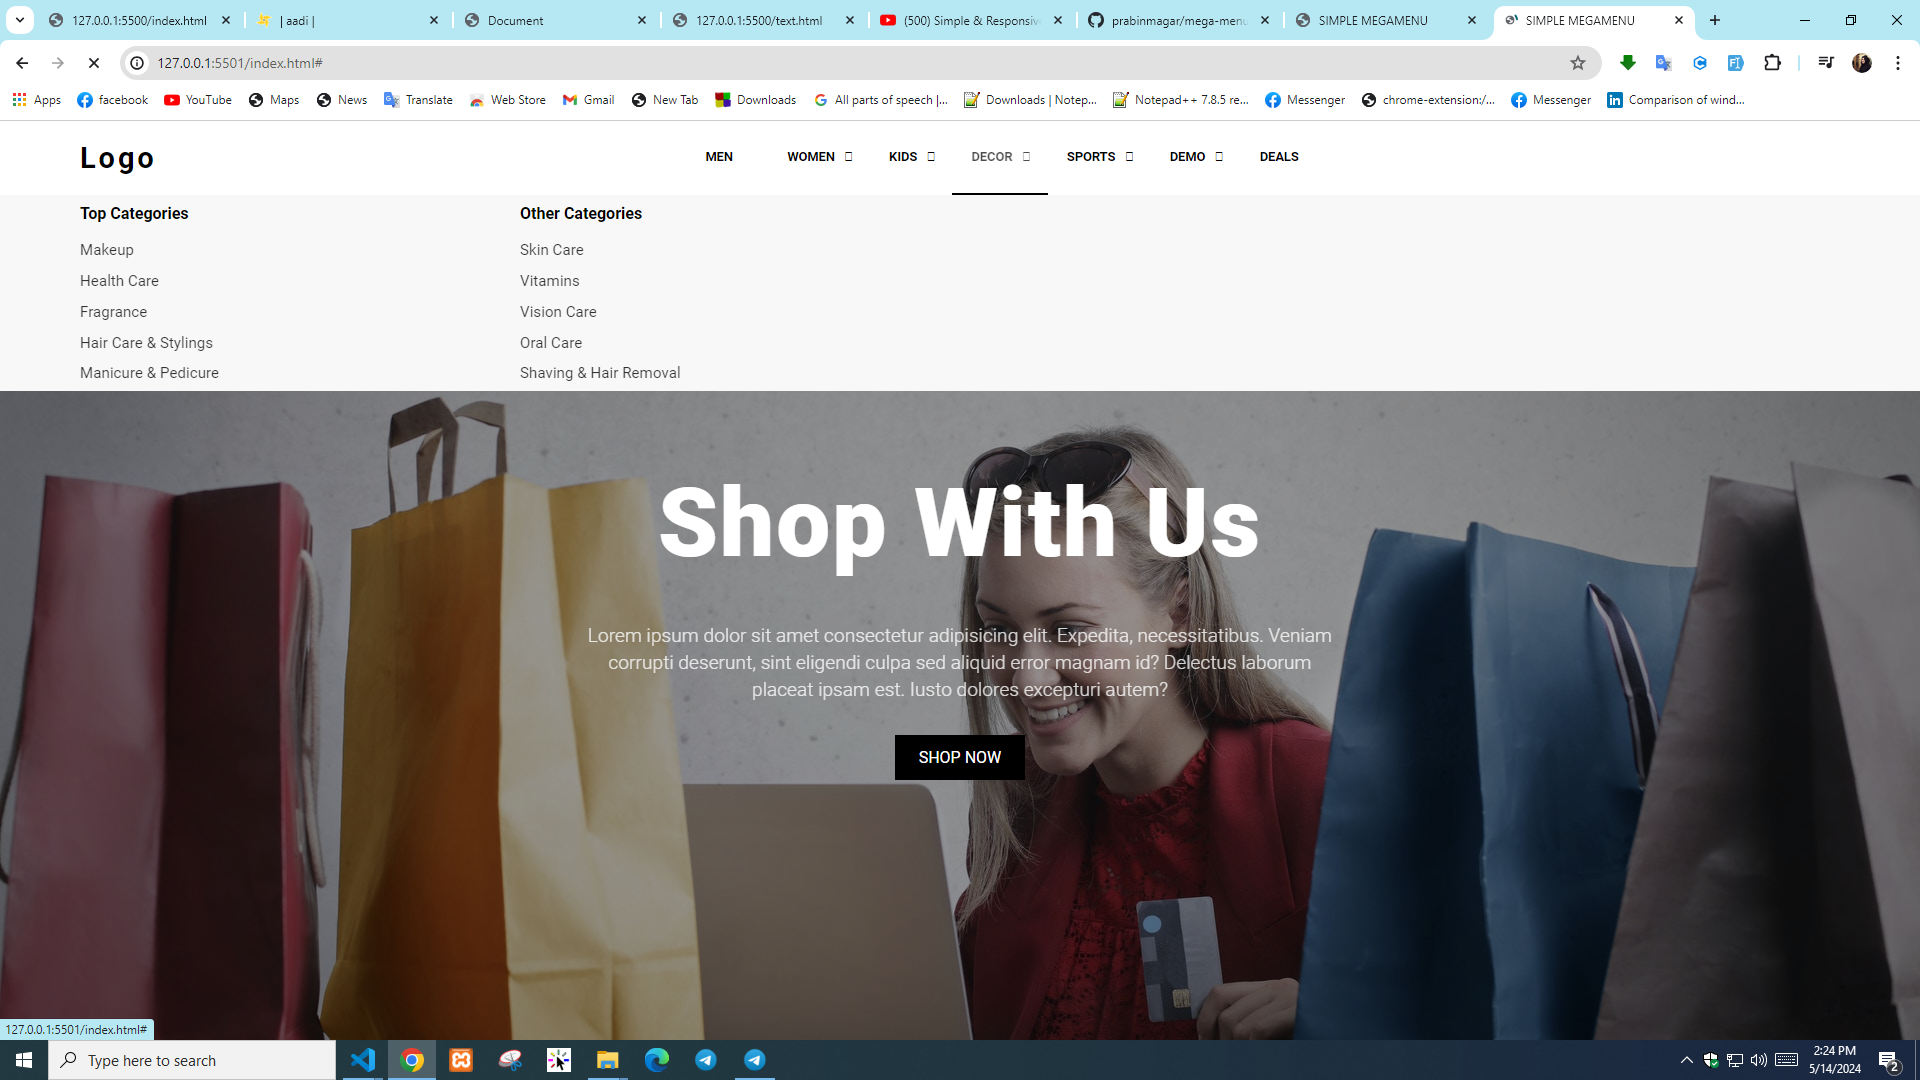 127.0.0.1:5500/index.html
| aadi |
Document
127.0.0.1:5500/text.html
(500) Simple & Responsive
prabinmagar/mega-menu
SIMPLE MEGAMENU
SIMPLE MEGAMENU
127.0.0.1:5501/index.html#
Apps
facebook
YouTube
Maps
News
Translate
Web Store
Gmail
New Tab
Downloads
All parts of speech |...
Downloads | Notep...
Notepad++ 7.8.5 re...
Messenger
chrome-extension:/...
Messenger
Comparison of wind...
Logo
MEN
WOMEN
KIDS
DECOR
SPORTS
DEMO
DEALS
Top Categories
Makeup
Health Care
Fragrance
Hair Care & Stylings
Manicure & Pedicure
Other Categories
Skin Care
Vitamins
Vision Care
Oral Care
Shaving & Hair Removal
Shop With Us
Lorem ipsum dolor sit amet consectetur adipisicing elit. Expedita, necessitatibus. Veniam
corrupti deserunt, sint eligendi culpa sed aliquid error magnam id? Delectus laborum
placeat ipsam est. Iusto dolores excepturi autem?
SHOP NOW
127.0.0.1:5501/index.html#
Type here to search
2:24 PM
5/14/2024
2